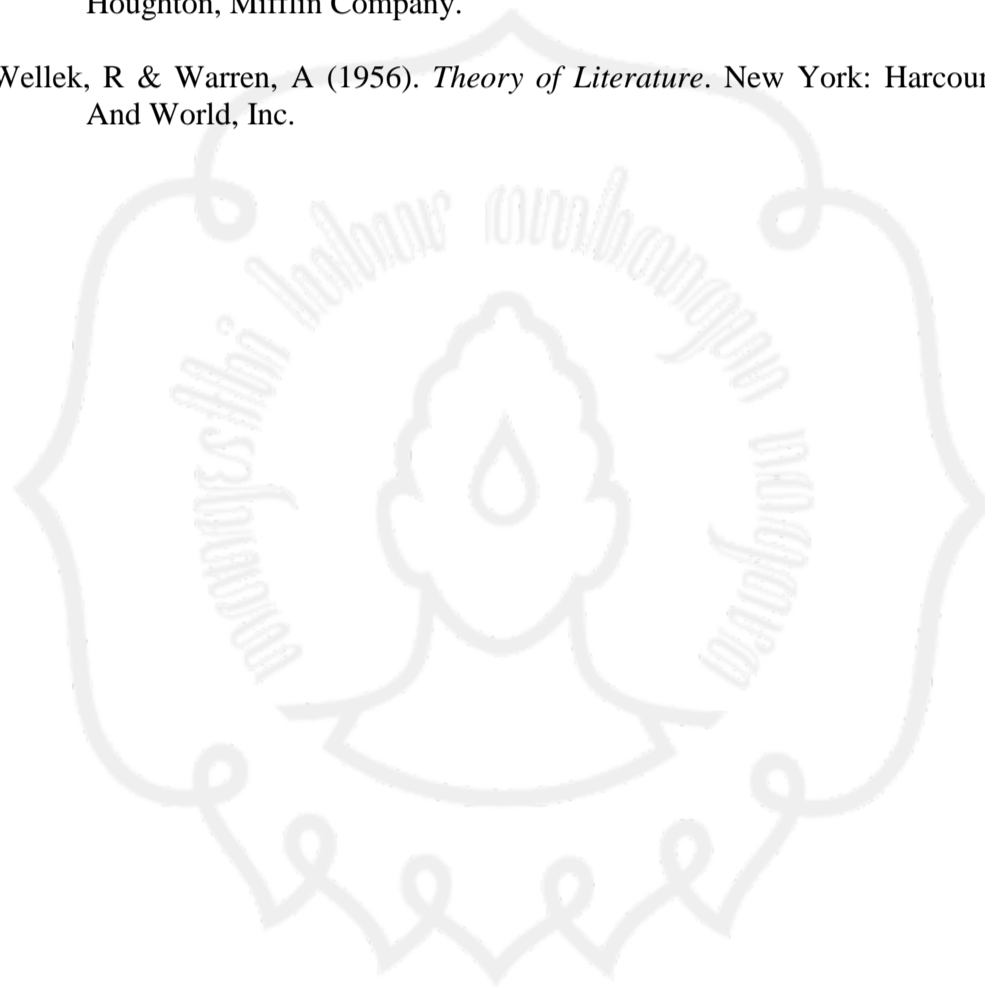 Houghton, Mifflin Company.
Wellek, R & Warren, A (1956). Theory of Literature. New York: Harcour
And World, Inc.